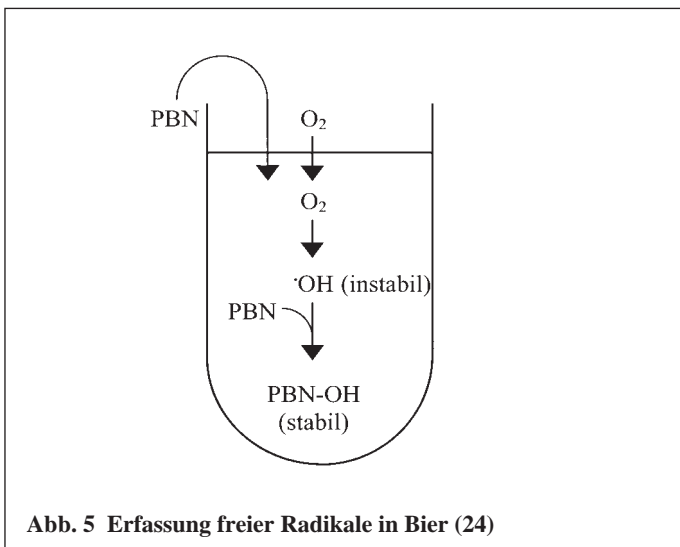 PBN
O₂
O₂
·OH (instabil)
PBN
PBN-OH
(stabil)
Abb. 5 Erfassung freier Radikale in Bier (24)